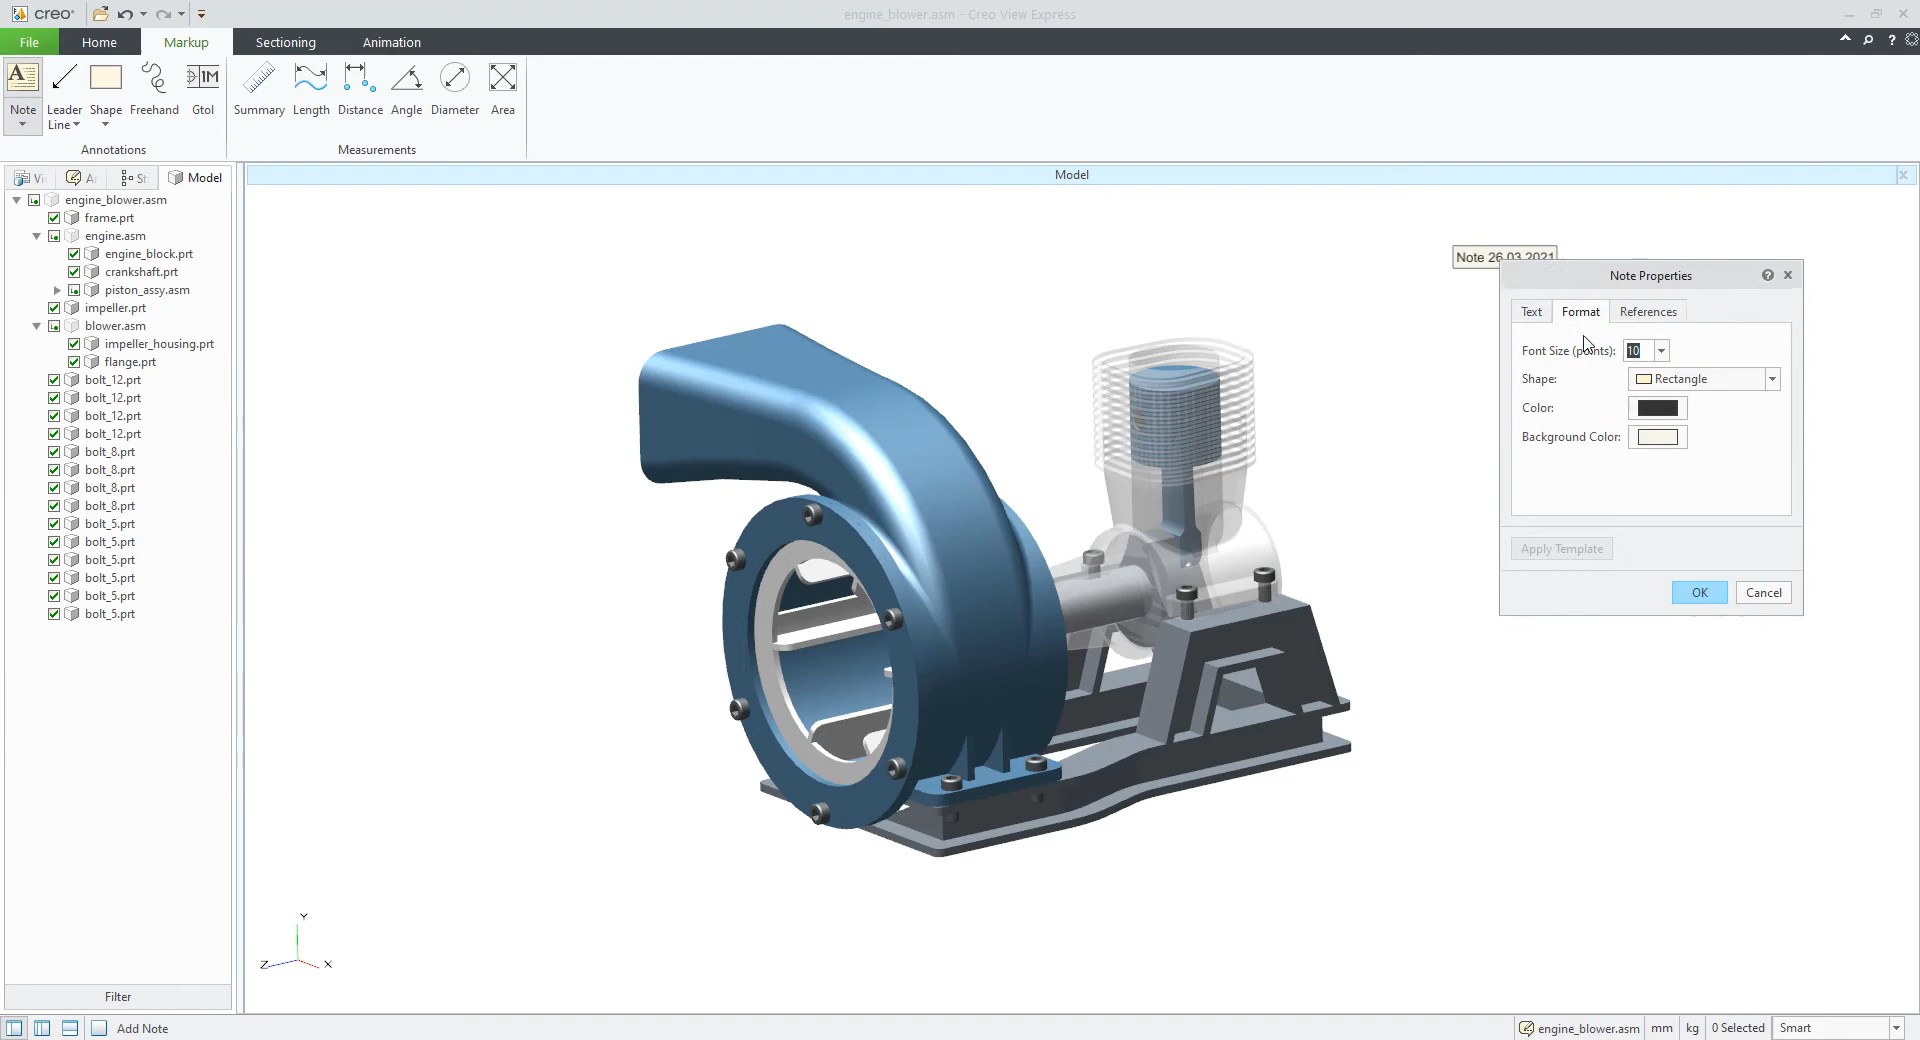 creo
engine_blower.asm - Creo View Express
File
Home
Markup
Sectioning
Animation
Note
Leader
Line
Shape
Freehand
Gtol
Summary
Length
Distance
Angle
Diameter
Area
Annotations
Measurements
Vi
A
St
Model
Model
engine_blower.asm
frame.prt
engine.asm
engine_block.prt
crankshaft.prt
piston_assy.asm
impeller.prt
blower.asm
impeller_housing.prt
flange.prt
bolt_12.prt
bolt_12.prt
bolt_12.prt
bolt_12.prt
bolt_8.prt
bolt_8.prt
bolt_8.prt
bolt_8.prt
bolt_5.prt
bolt_5.prt
bolt_5.prt
bolt_5.prt
bolt_5.prt
bolt_5.prt
Filter
Note 26.03.2021
Note Properties
Text
Format
References
Font Size (points):
10
Shape:
Rectangle
Color:
Background Color:
Apply Template
OK
Cancel
Y
Z
X
Add Note
engine_blower.asm
mm
kg
0 Selected
Smart